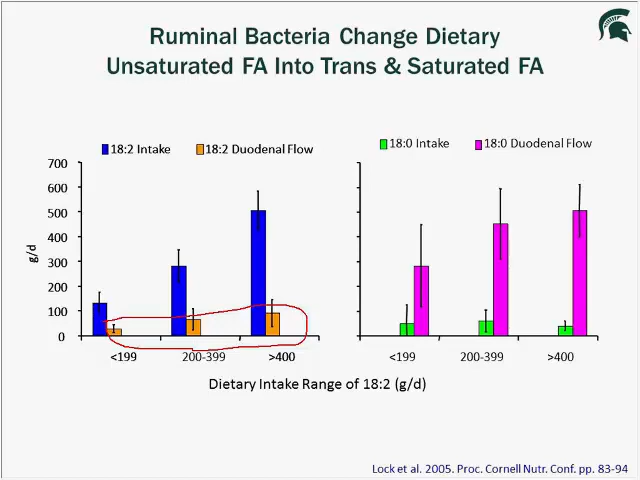 Ruminal Bacteria Change Dietary
Unsaturated FA Into Trans & Saturated FA
18:2 Intake 18:2 Duodenal Flow
18:0 Intake 18:0 Duodenal Flow
700
600
500
400
300
200
100
0
g/d
<199 200-399 >400
<199 200-399 >400
Dietary Intake Range of 18:2 (g/d)
Lock et al. 2005. Proc. Cornell Nutr. Conf. pp. 83-94